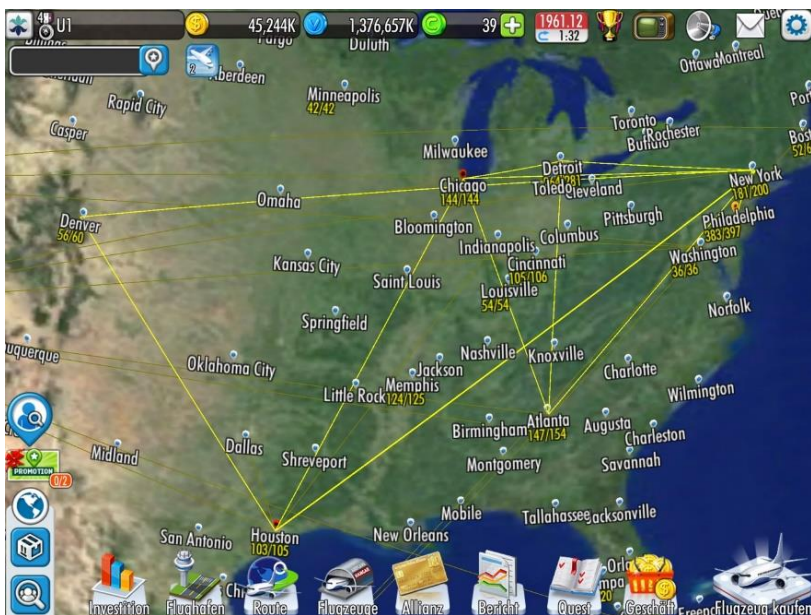 U1
45,244K
1,376,657K
39
1961.12
1:32
2
Fargo
Duluth
Aberdeen
Ottawa
Montreal
Minneapolis
42/42
Rapid City
Casper
Toronto
Rochester
Milwaukee
Detroit
Chicago
144/144
Toledo
Cleveland
New York
181/200
Omaha
Denver
56/60
Bloomington
Pittsburgh
Philadelphia
383/397
Indianapolis
Columbus
Kansas City
Cincinnati
105/106
Washington
36/36
Saint Louis
Louisville
54/54
Norfolk
Springfield
Nashville
Knoxville
Oklahoma City
Jackson
Charlotte
Little Rock
Memphis
124/125
Wilmington
Atlanta
147/154
Birmingham
Augusta
Charleston
Dallas
Midland
Shreveport
Montgomery
Savannah
PROMOTION
0/2
Mobile
Tallahassee
Jacksonville
San Antonio
Houston
103/105
New Orleans
Investition
Flughafen
Route
Flugzeuge
Allianz
Bericht
Quest
Geschäft
Flugzeug kaufen